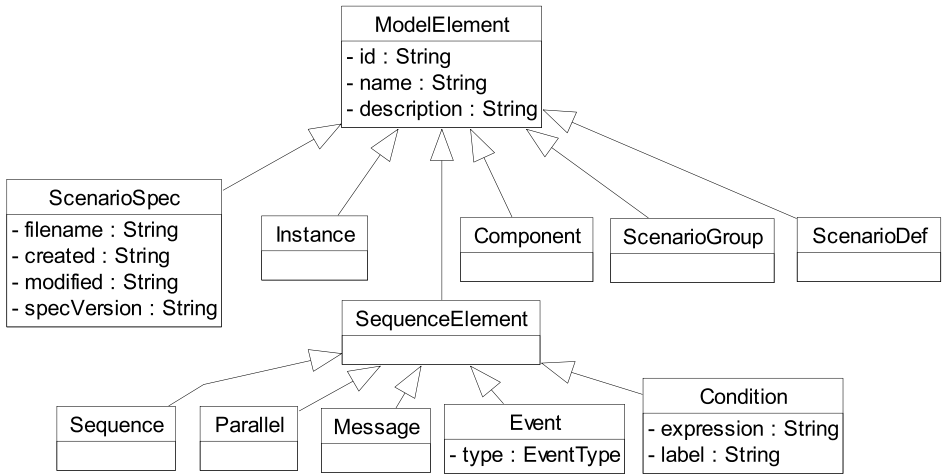 ModelElement
- id : String
- name : String
- description : String
ScenarioSpec
- filename : String
- created : String
- modified : String
- specVersion : String
Instance
Component
ScenarioGroup
ScenarioDef
SequenceElement
Sequence
Parallel
Message
Event
- type : EventType
Condition
- expression : String
- label : String